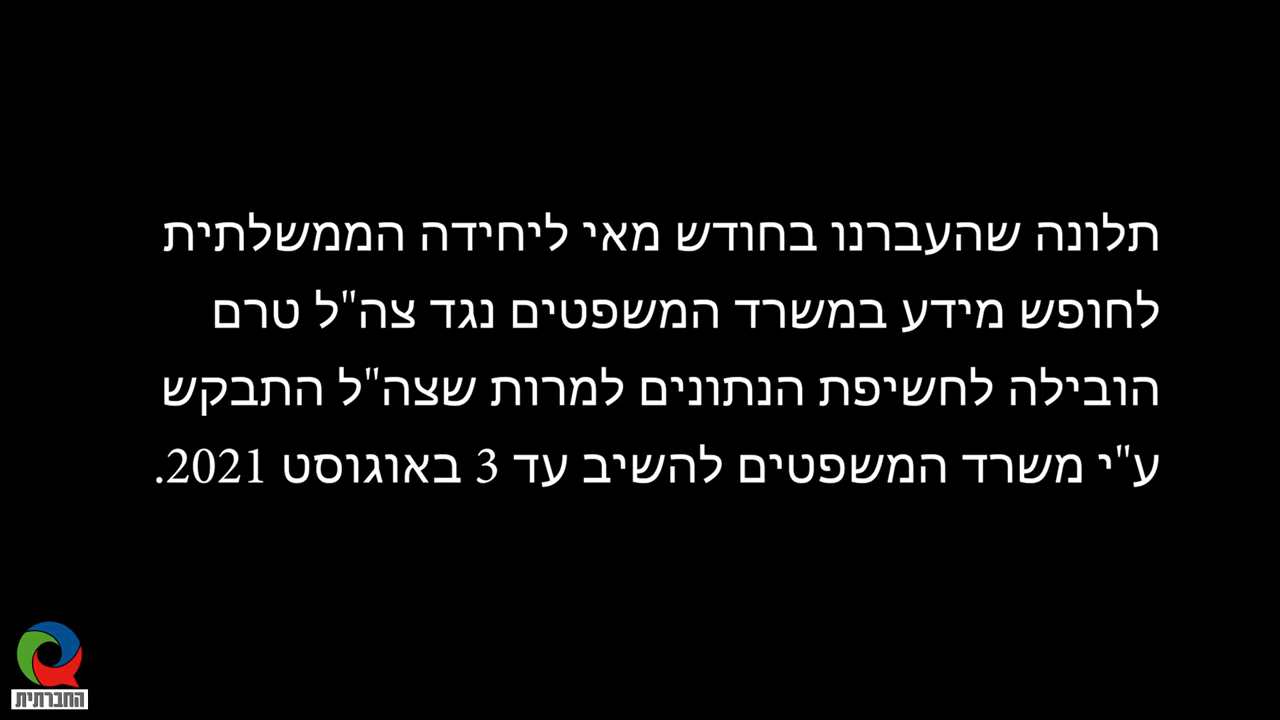 תלונה שהעברנו בחודש מאי ליחידה הממשלתית
לחופש מידע במשרד המשפטים נגד צה"ל טרם
הובילה לחשיפת הנתונים למרות שצה"ל התבקש
ע"י משרד המשפטים להשיב עד 3 באוגוסט 2021.
החברתית